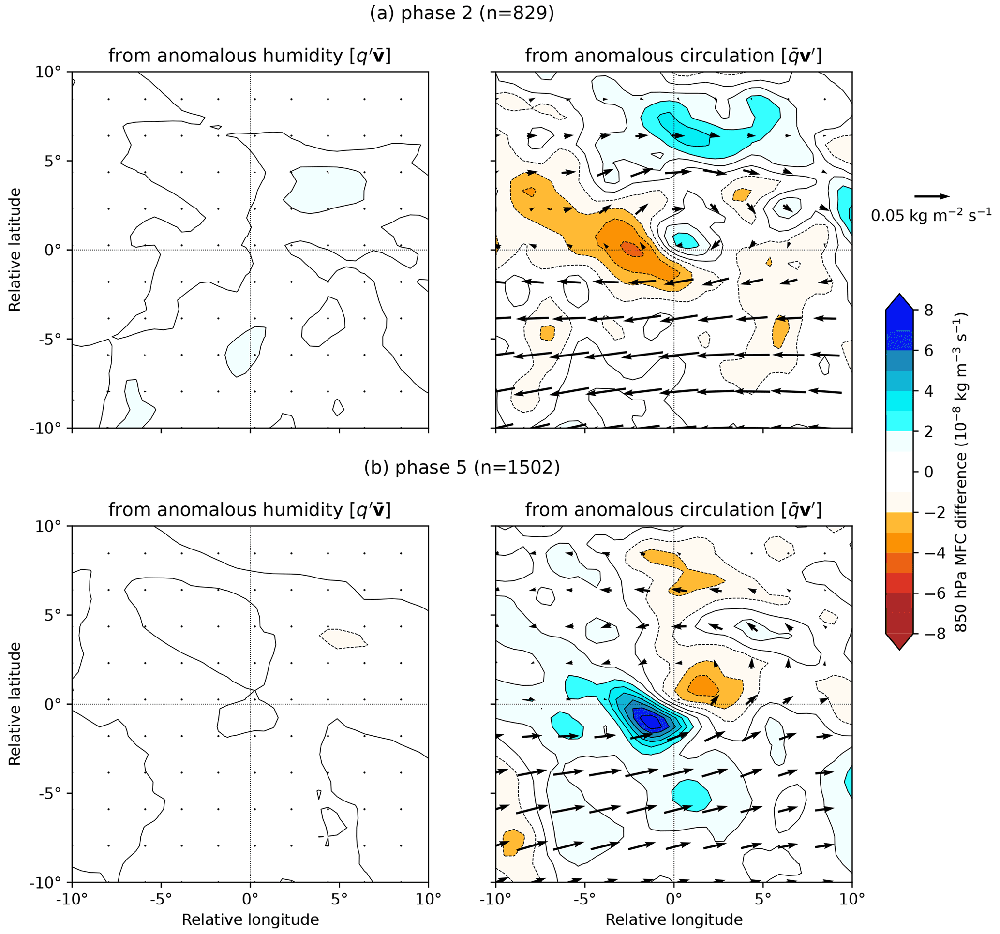 (a) phase 2 (n=829)
from anomalous humidity [q′v̄]
from anomalous circulation [q̄v′]
10°
5°
0°
-5°
-10°
Relative latitude
0.05 kg m⁻² s⁻¹
8
6
4
2
0
−2
−4
−6
−8
850 hPa MFC difference (10⁻⁸ kg m⁻³ s⁻¹)
(b) phase 5 (n=1502)
from anomalous humidity [q′v̄]
from anomalous circulation [q̄v′]
10°
5°
0°
-5°
-10°
Relative latitude
-10° -5° 0° 5° 10°
Relative longitude
-10° -5° 0° 5° 10°
Relative longitude